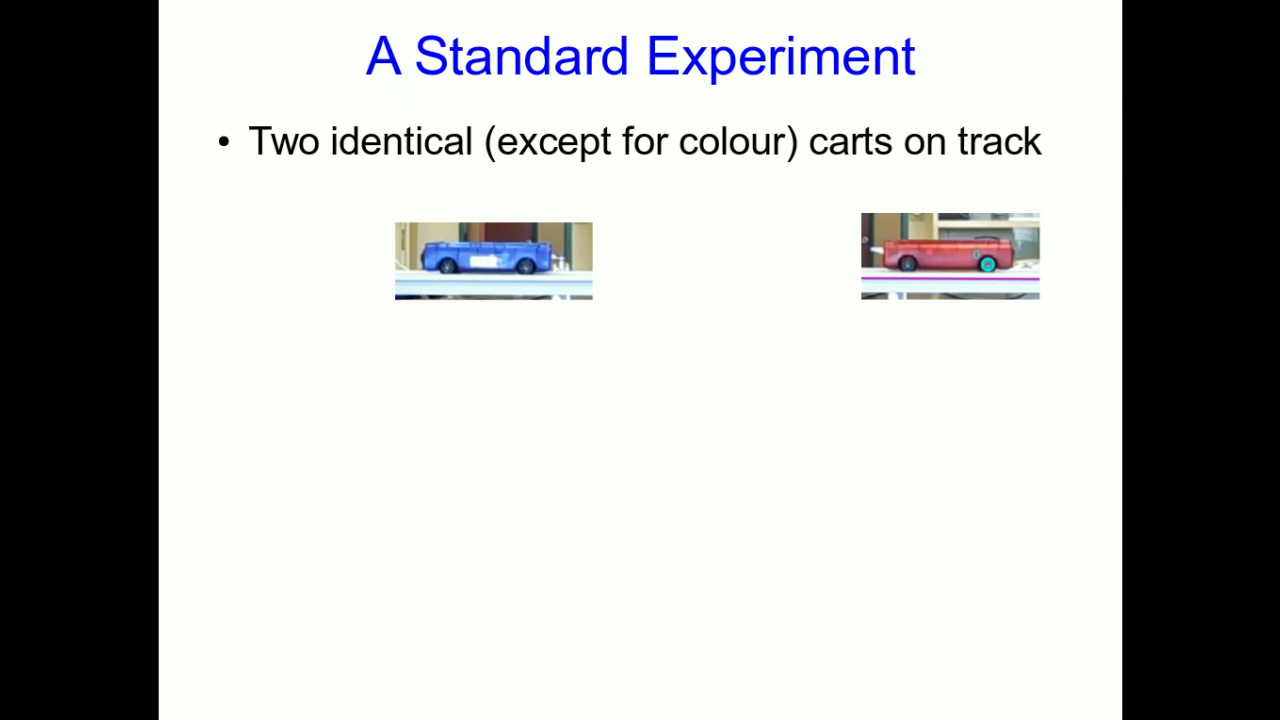 A Standard Experiment
• Two identical (except for colour) carts on track